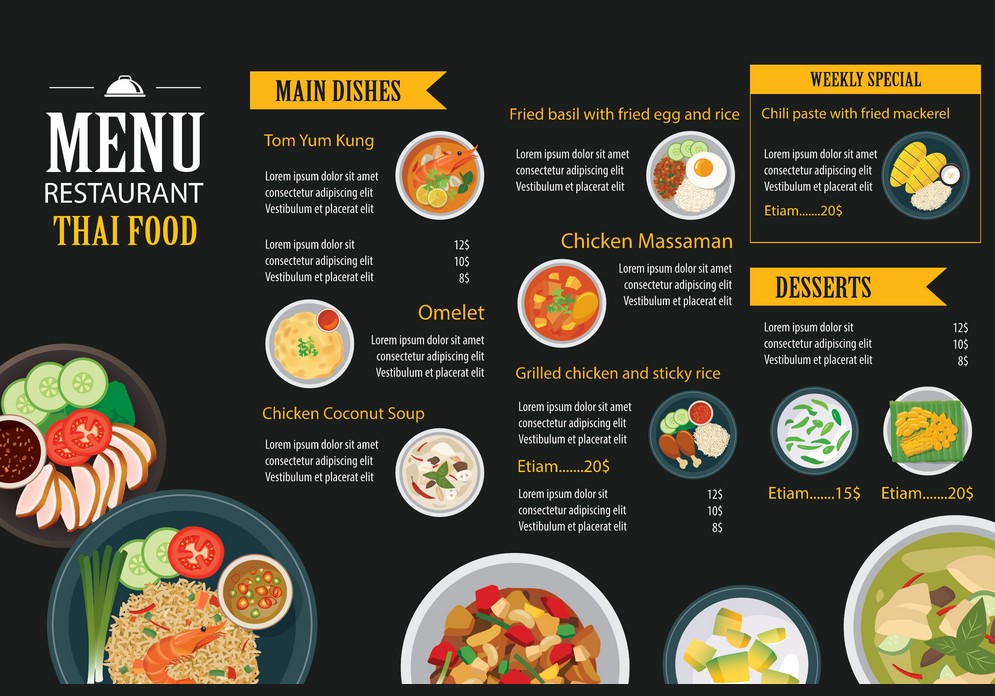 MENU
RESTAURANT
THAI FOOD
MAIN DISHES
Tom Yum Kung
Lorem ipsum dolor sit amet
consectetur adipiscing elit
Vestibulum et placerat elit
Lorem ipsum dolor sit 12$
consectetur adipiscing elit 10$
Vestibulum et placerat elit 8$
Omelet
Lorem ipsum dolor sit amet
consectetur adipiscing elit
Vestibulum et placerat elit
Chicken Coconut Soup
Lorem ipsum dolor sit amet
consectetur adipiscing elit
Vestibulum et placerat elit
Fried basil with fried egg and rice
Lorem ipsum dolor sit amet
consectetur adipiscing elit
Vestibulum et placerat elit
Chicken Massaman
Lorem ipsum dolor sit amet
consectetur adipiscing elit
Vestibulum et placerat elit
Grilled chicken and sticky rice
Lorem ipsum dolor sit amet
consectetur adipiscing elit
Vestibulum et placerat elit
Etiam.......20$
Lorem ipsum dolor sit 12$
consectetur adipiscing elit 10$
Vestibulum et placerat elit 8$
WEEKLY SPECIAL
Chili paste with fried mackerel
Lorem ipsum dolor sit amet
consectetur adipiscing elit
Vestibulum et placerat elit
Etiam.......20$
DESSERTS
Lorem ipsum dolor sit 12$
consectetur adipiscing elit 10$
Vestibulum et placerat elit 8$
Etiam.......15$ Etiam.......20$